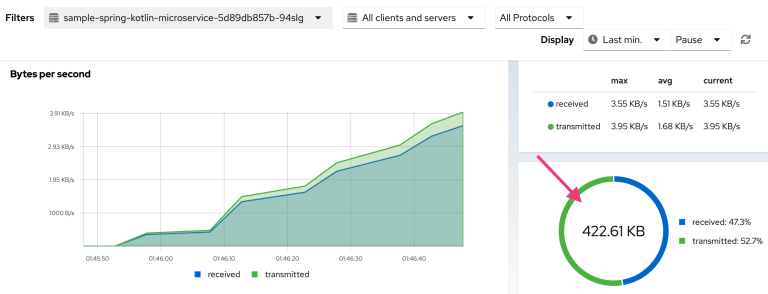 Filters sample-spring-kotlin-microservice-5d89db857b-94slg All clients and servers All Protocols
Display Last min. Pause
Bytes per second
max avg current
received 3.55 KB/s 1.51 KB/s 3.55 KB/s
transmitted 3.95 KB/s 1.68 KB/s 3.95 KB/s
3.91 KB/s
2.93 KB/s
1.95 KB/s
1000 B/s
01:45:50 01:46:00 01:46:10 01:46:20 01:46:30 01:46:40
received transmitted
422.61 KB
received: 47.3%
transmitted: 52.7%